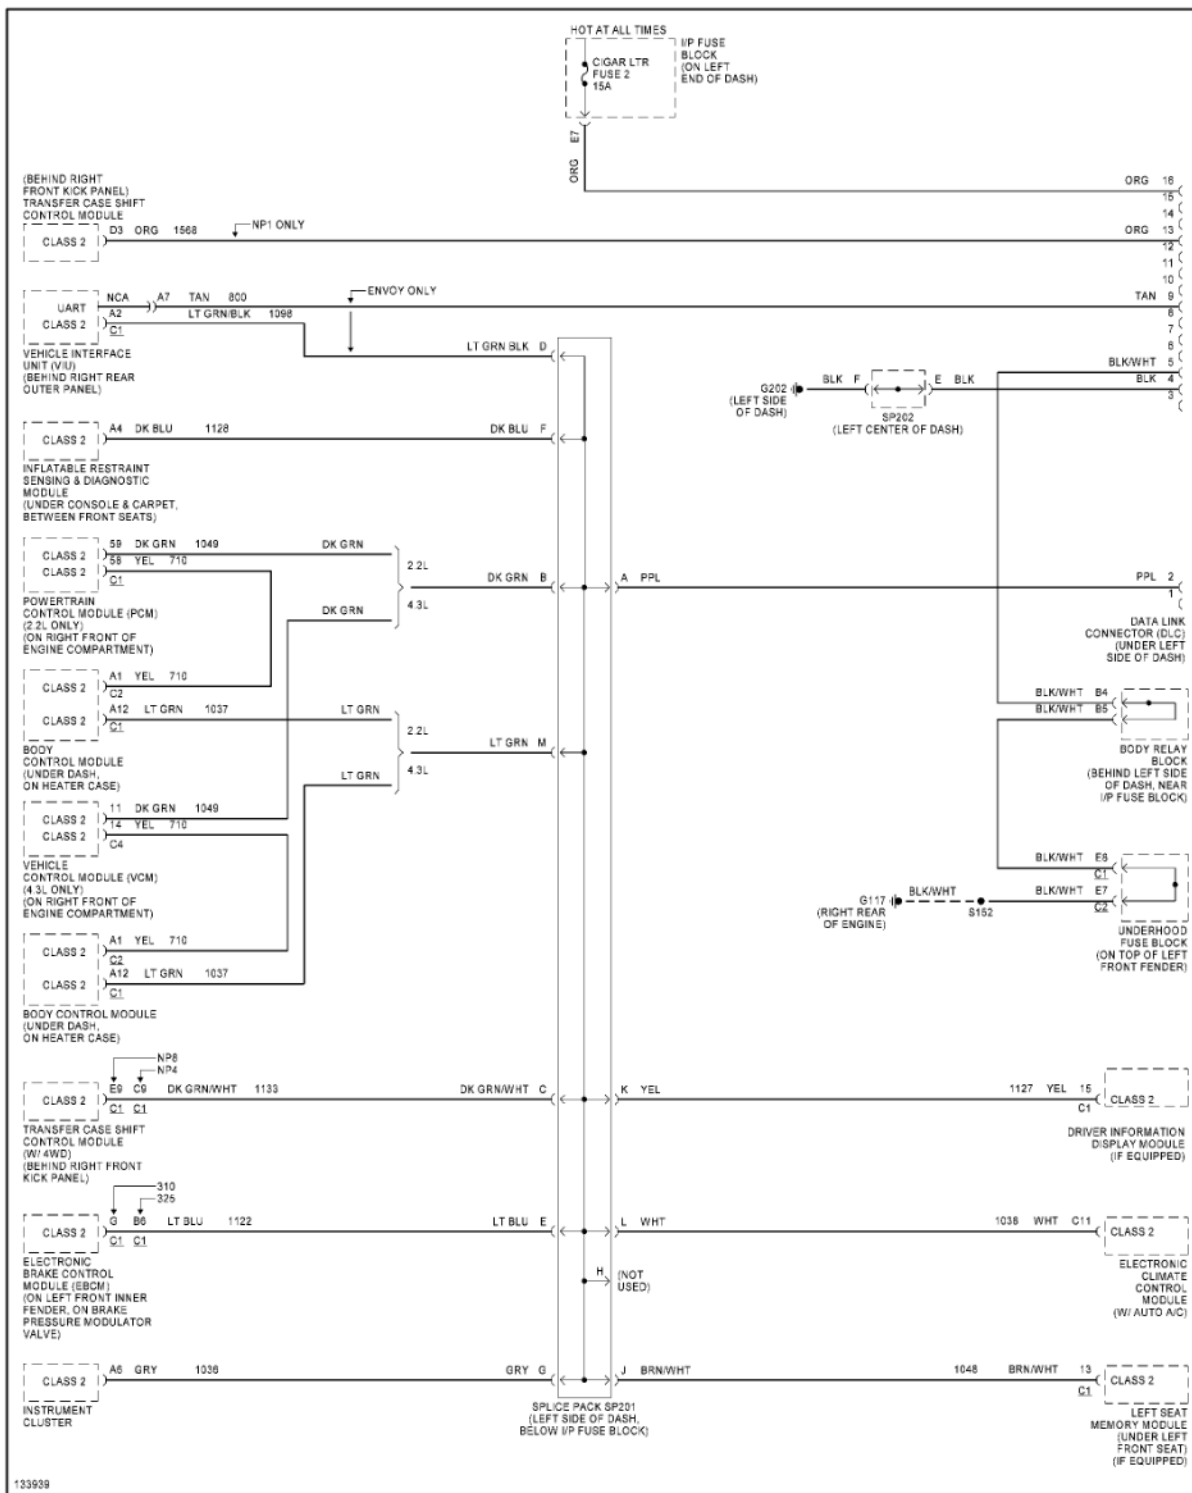 HOT AT ALL TIMES
CIGAR LTR
FUSE 2
15A
I/P FUSE
BLOCK
(ON LEFT
END OF DASH)
E7
ORG
ORG 16
15
14
ORG 13
12
11
10
TAN 9
8
7
6
BLK/WHT 5
BLK 4
3
(BEHIND RIGHT
FRONT KICK PANEL)
TRANSFER CASE SHIFT
CONTROL MODULE
CLASS 2
D3 ORG 1568
NP1 ONLY
UART
CLASS 2
NCA A7 TAN 800
A2 LT GRN/BLK 1098
C1
ENVOY ONLY
VEHICLE INTERFACE
UNIT (VIU)
(BEHIND RIGHT REAR
OUTER PANEL)
LT GRN BLK D
G202
(LEFT SIDE
OF DASH)
BLK F
E BLK
SP202
(LEFT CENTER OF DASH)
CLASS 2
A4 DK BLU 1128
DK BLU F
INFLATABLE RESTRAINT
SENSING & DIAGNOSTIC
MODULE
(UNDER CONSOLE & CARPET,
BETWEEN FRONT SEATS)
CLASS 2
CLASS 2
59 DK GRN 1049
58 YEL 710
C1
DK GRN
2.2L
DK GRN B
4.3L
DK GRN
A PPL
PPL 2
1
DATA LINK
CONNECTOR (DLC)
(UNDER LEFT
SIDE OF DASH)
POWERTRAIN
CONTROL MODULE (PCM)
(2.2L ONLY)
(ON RIGHT FRONT OF
ENGINE COMPARTMENT)
CLASS 2
CLASS 2
A1 YEL 710
C2
A12 LT GRN 1037
C1
LT GRN
2.2L
LT GRN M
4.3L
LT GRN
BODY
CONTROL MODULE
(UNDER DASH,
ON HEATER CASE)
BLK/WHT B4
BLK/WHT B5
BODY RELAY
BLOCK
(BEHIND LEFT SIDE
OF DASH, NEAR
I/P FUSE BLOCK)
CLASS 2
CLASS 2
11 DK GRN 1049
14 YEL 710
C4
VEHICLE
CONTROL MODULE (VCM)
(4.3L ONLY)
(ON RIGHT FRONT OF
ENGINE COMPARTMENT)
BLK/WHT E6
C1
BLK/WHT E7
C2
G117
(RIGHT REAR
OF ENGINE)
BLK/WHT
S152
UNDERHOOD
FUSE BLOCK
(ON TOP OF LEFT
FRONT FENDER)
CLASS 2
CLASS 2
A1 YEL 710
C2
A12 LT GRN 1037
C1
BODY CONTROL MODULE
(UNDER DASH,
ON HEATER CASE)
NP8
NP4
CLASS 2
E9 C9 DK GRN/WHT 1133
C1 C1
DK GRN/WHT C
K YEL
1127 YEL 15
C1
CLASS 2
TRANSFER CASE SHIFT
CONTROL MODULE
(W/ 4WD)
(BEHIND RIGHT FRONT
KICK PANEL)
DRIVER INFORMATION
DISPLAY MODULE
(IF EQUIPPED)
310
325
CLASS 2
G B6 LT BLU 1122
C1 C1
LT BLU E
L WHT
1038 WHT C11
CLASS 2
ELECTRONIC
BRAKE CONTROL
MODULE (EBCM)
(ON LEFT FRONT INNER
FENDER, ON BRAKE
PRESSURE MODULATOR
VALVE)
H (NOT
USED)
ELECTRONIC
CLIMATE
CONTROL
MODULE
(W/ AUTO A/C)
CLASS 2
A6 GRY 1036
GRY G
J BRN/WHT
1048 BRN/WHT 13
C1
CLASS 2
INSTRUMENT
CLUSTER
SPLICE PACK SP201
(LEFT SIDE OF DASH,
BELOW I/P FUSE BLOCK)
LEFT SEAT
MEMORY MODULE
(UNDER LEFT
FRONT SEAT)
(IF EQUIPPED)
133939